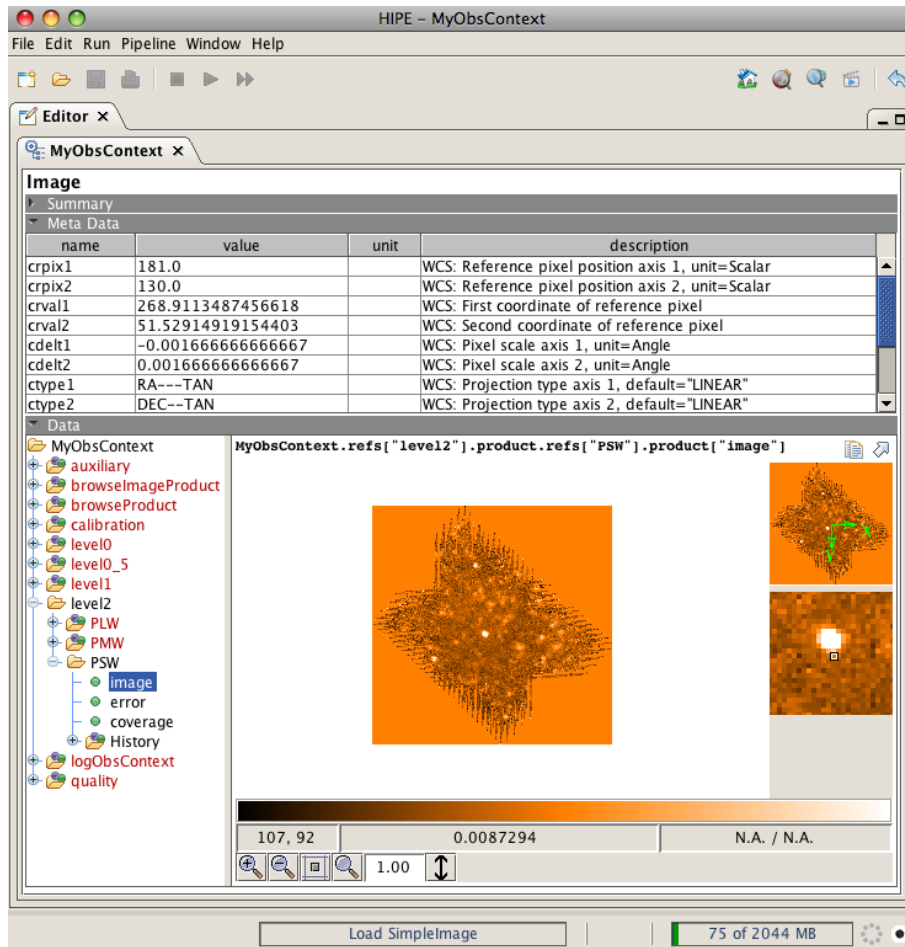 HIPE – MyObsContext
File Edit Run Pipeline Window Help
Editor ×
MyObsContext ×
Image
Summary
Meta Data
name value unit description
crpix1 181.0 WCS: Reference pixel position axis 1, unit=Scalar
crpix2 130.0 WCS: Reference pixel position axis 2, unit=Scalar
crval1 268.9113487456618 WCS: First coordinate of reference pixel
crval2 51.52914919154403 WCS: Second coordinate of reference pixel
cdelt1 -0.0016666666666667 WCS: Pixel scale axis 1, unit=Angle
cdelt2 0.0016666666666667 WCS: Pixel scale axis 2, unit=Angle
ctype1 RA---TAN WCS: Projection type axis 1, default="LINEAR"
ctype2 DEC--TAN WCS: Projection type axis 2, default="LINEAR"
Data
MyObsContext
auxiliary
browseImageProduct
browseProduct
calibration
level0
level0_5
level1
level2
PLW
PMW
PSW
image
error
coverage
History
logObsContext
quality
MyObsContext.refs["level2"].product.refs["PSW"].product["image"]
X
Y
107, 92 0.0087294 N.A. / N.A.
1.00
Load SimpleImage 75 of 2044 MB